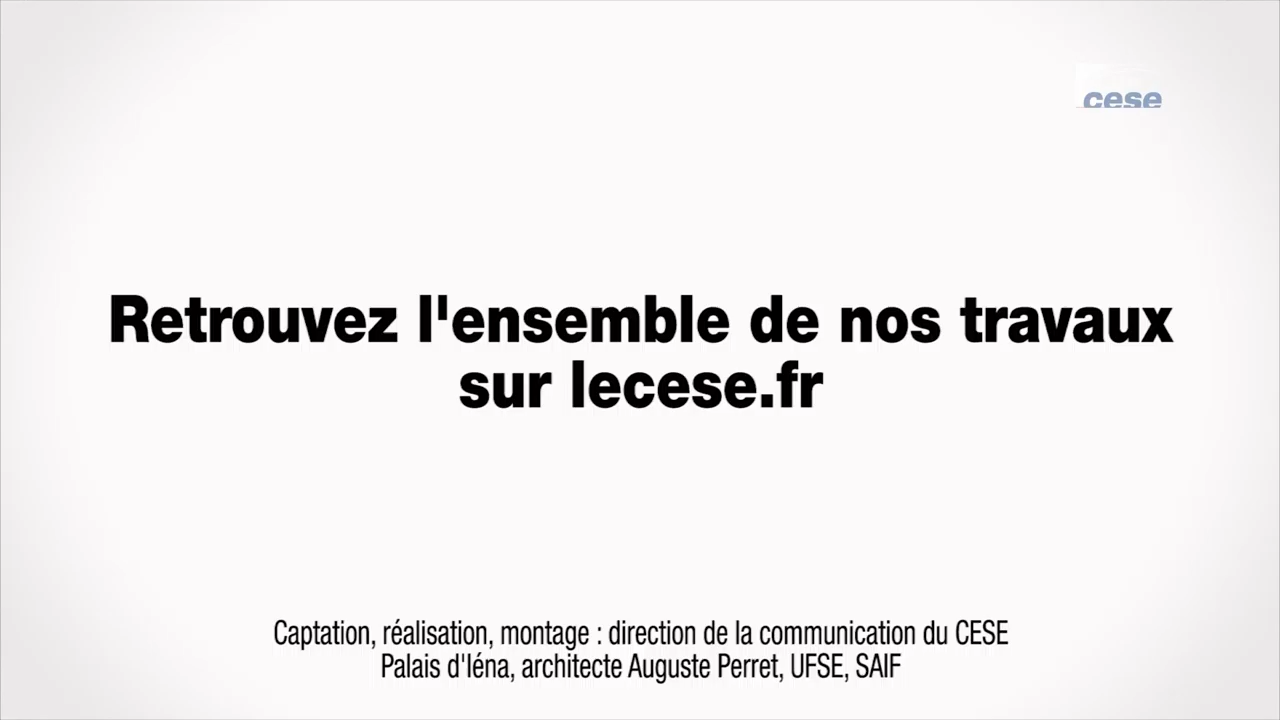 cese
Retrouvez l'ensemble de nos travaux
sur lecese.fr
Captation, réalisation, montage : direction de la communication du CESE
Palais d'Iéna, architecte Auguste Perret, UFSE, SAIF